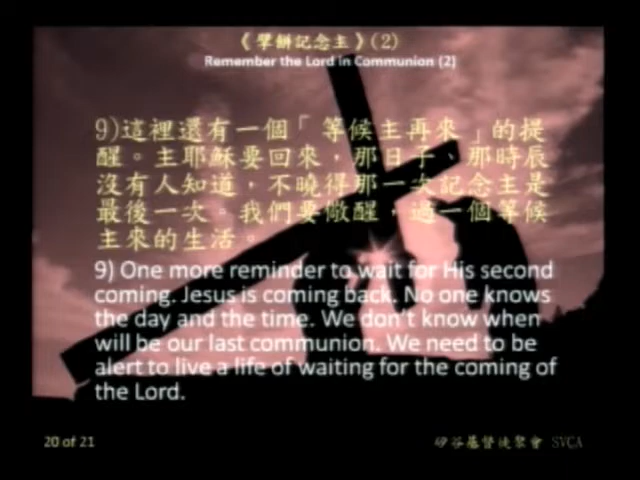 《擘餅記念主》(2)
Remember the Lord in Communion (2)
9)這裡還有一個「等候主再來」的提
醒。主耶穌要回來，那日子、那時辰
沒有人知道，不曉得那一次記念主是
最後一次。我們要儆醒，過一個等候
主來的生活。
9) One more reminder to wait for His second
coming. Jesus is coming back. No one knows
the day and the time. We don't know when
will be our last communion. We need to be
alert to live a life of waiting for the coming of
the Lord.
20 of 21
矽谷基督徒聚會 SVCA